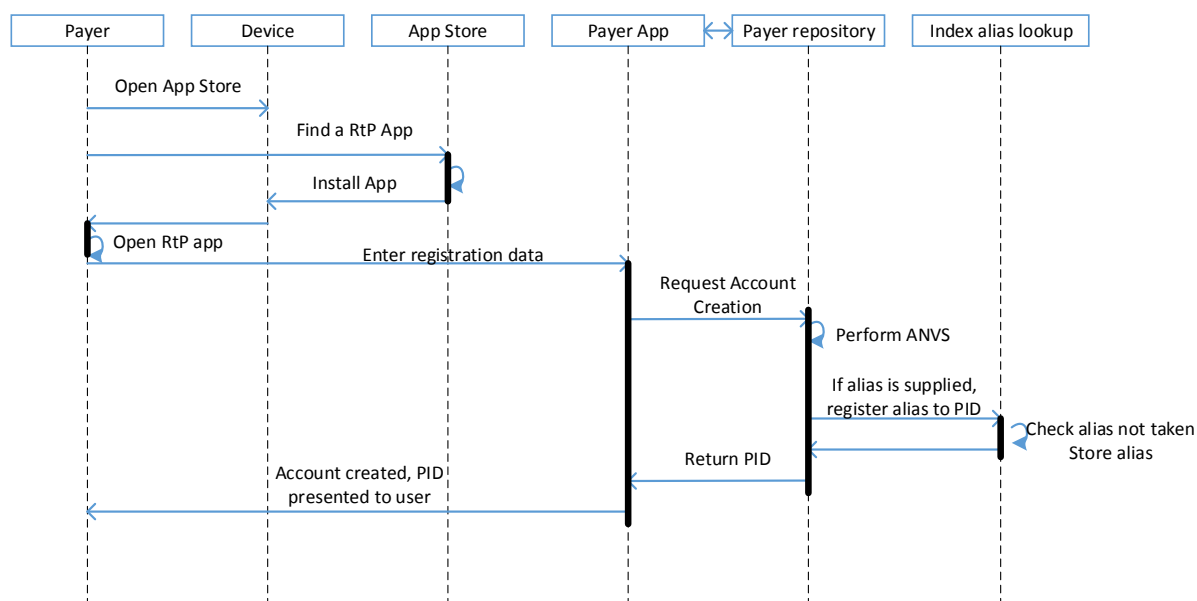 Payer
Device
App Store
Payer App
Payer repository
Index alias lookup
Open App Store
Find a RtP App
Install App
Open RtP app
Enter registration data
Request Account
Creation
Perform ANVS
If alias is supplied,
register alias to PID
Check alias not taken
Store alias
Return PID
Account created, PID
presented to user